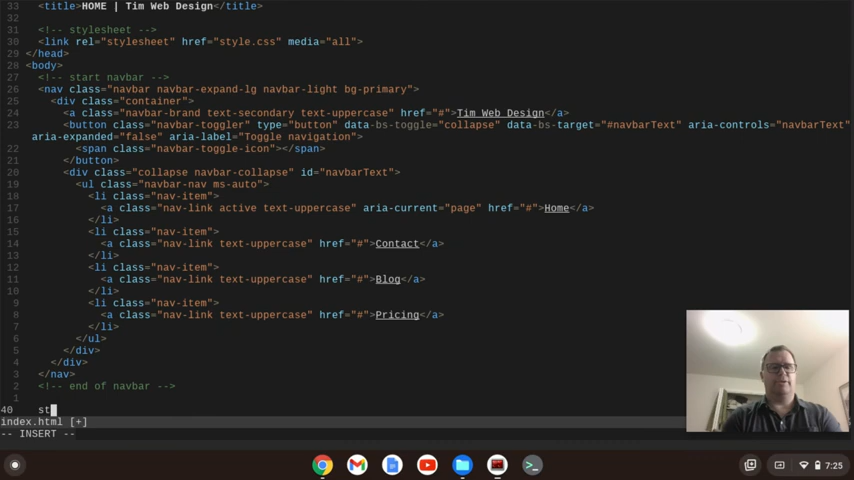 33    <title>HOME | Tim Web Design</title>
32
31    <!-- stylesheet -->
30    <link rel="stylesheet" href="style.css" media="all">
29  </head>
28  <body>
27    <!-- start navbar -->
26    <nav class="navbar navbar-expand-lg navbar-light bg-primary">
25      <div class="container">
24        <a class="navbar-brand text-secondary text-uppercase" href="#">Tim Web Design</a>
23        <button class="navbar-toggler" type="button" data-bs-toggle="collapse" data-bs-target="#navbarText" aria-controls="navbarText"
aria-expanded="false" aria-label="Toggle navigation">
22          <span class="navbar-toggle-icon"></span>
21        </button>
20        <div class="collapse navbar-collapse" id="navbarText">
19          <ul class="navbar-nav ms-auto">
18            <li class="nav-item">
17              <a class="nav-link active text-uppercase" aria-current="page" href="#">Home</a>
16            </li>
15            <li class="nav-item">
14              <a class="nav-link text-uppercase" href="#">Contact</a>
13            </li>
12            <li class="nav-item">
11              <a class="nav-link text-uppercase" href="#">Blog</a>
10            </li>
9            <li class="nav-item">
8              <a class="nav-link text-uppercase" href="#">Pricing</a>
7            </li>
6          </ul>
5        </div>
4      </div>
3    </nav>
2    <!-- end of navbar -->
1
40    st
index.html [+]
-- INSERT --
7:25